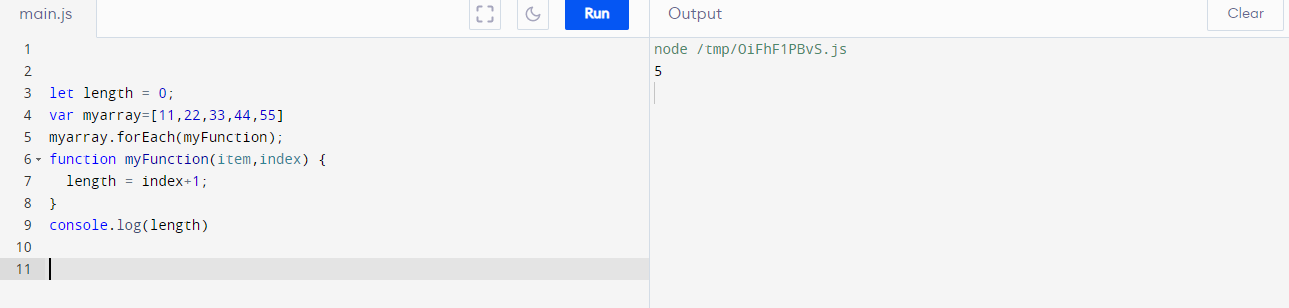 main.js
Run
Output
Clear
1
2
3 let length = 0;
4 var myarray=[11,22,33,44,55]
5 myarray.forEach(myFunction);
6 function myFunction(item,index) {
7   length = index+1;
8 }
9 console.log(length)
10
11
node /tmp/OiFhF1PBvS.js
5